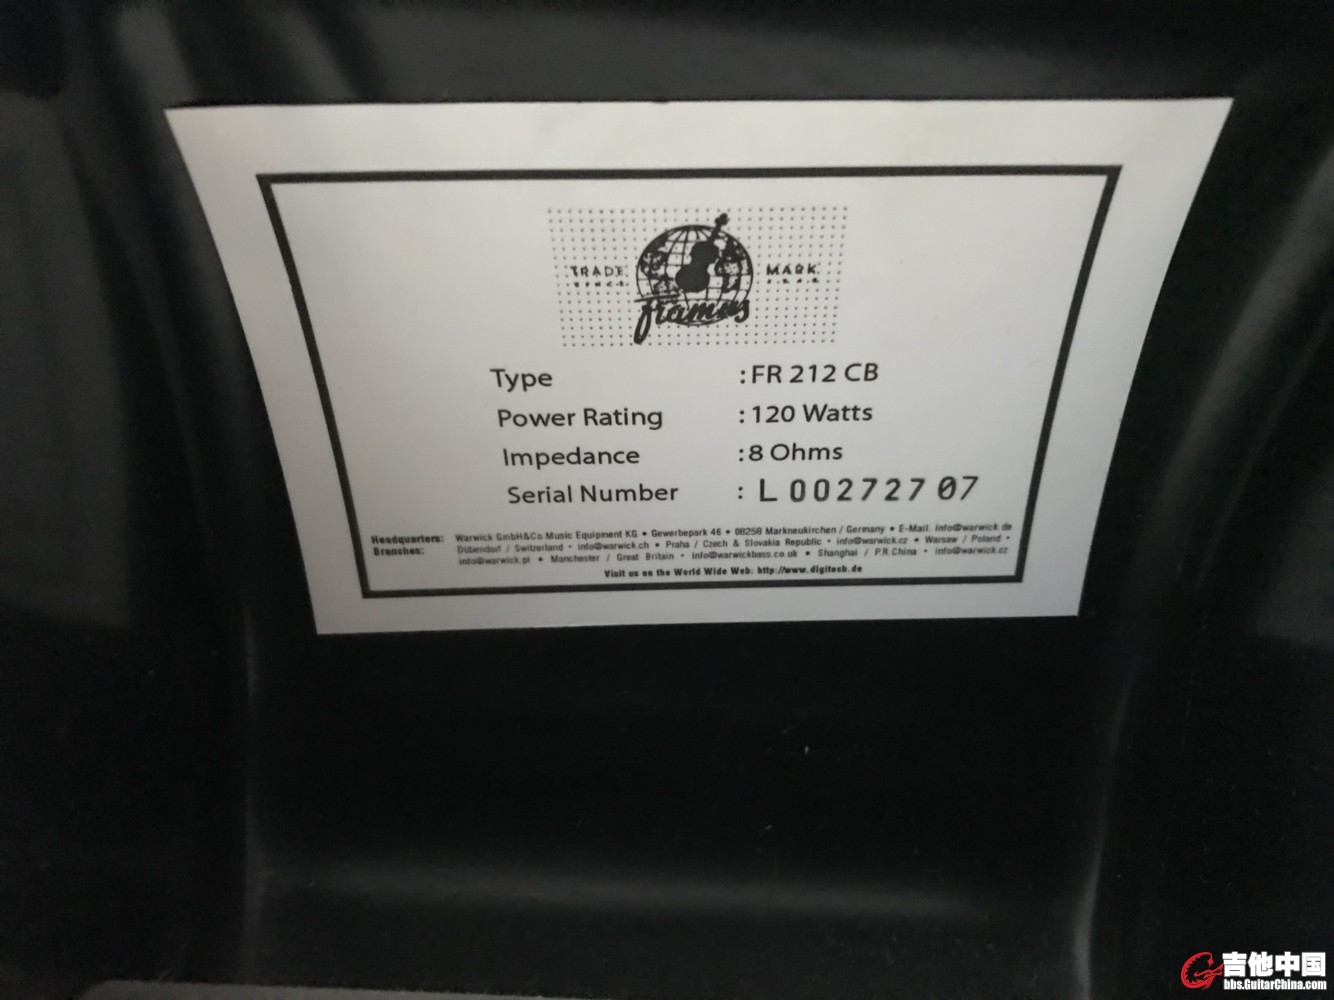 TRADE MARK
framus
Type : FR 212 CB
Power Rating : 120 Watts
Impedance : 8 Ohms
Serial Number : L 00272707
Headquarters: Warwick GmbH&Co Music Equipment KG • Gewerbepark 46 • 08258 Markneukirchen / Germany • E-Mail. info@warwick.de
Branches: Dübendorf / Switzerland • info@warwick.ch • Praha / Czech & Slovakia Republic • info@warwick.cz • Warsaw / Poland •
info@warwick.pl • Manchester / Great Britain • info@warwickbass.co.uk • Shanghai / P.R.China • info@warwick.cz
Visit us on the World Wide Web: http://www.digitech.de
吉他中国
bbs.GuitarChina.com